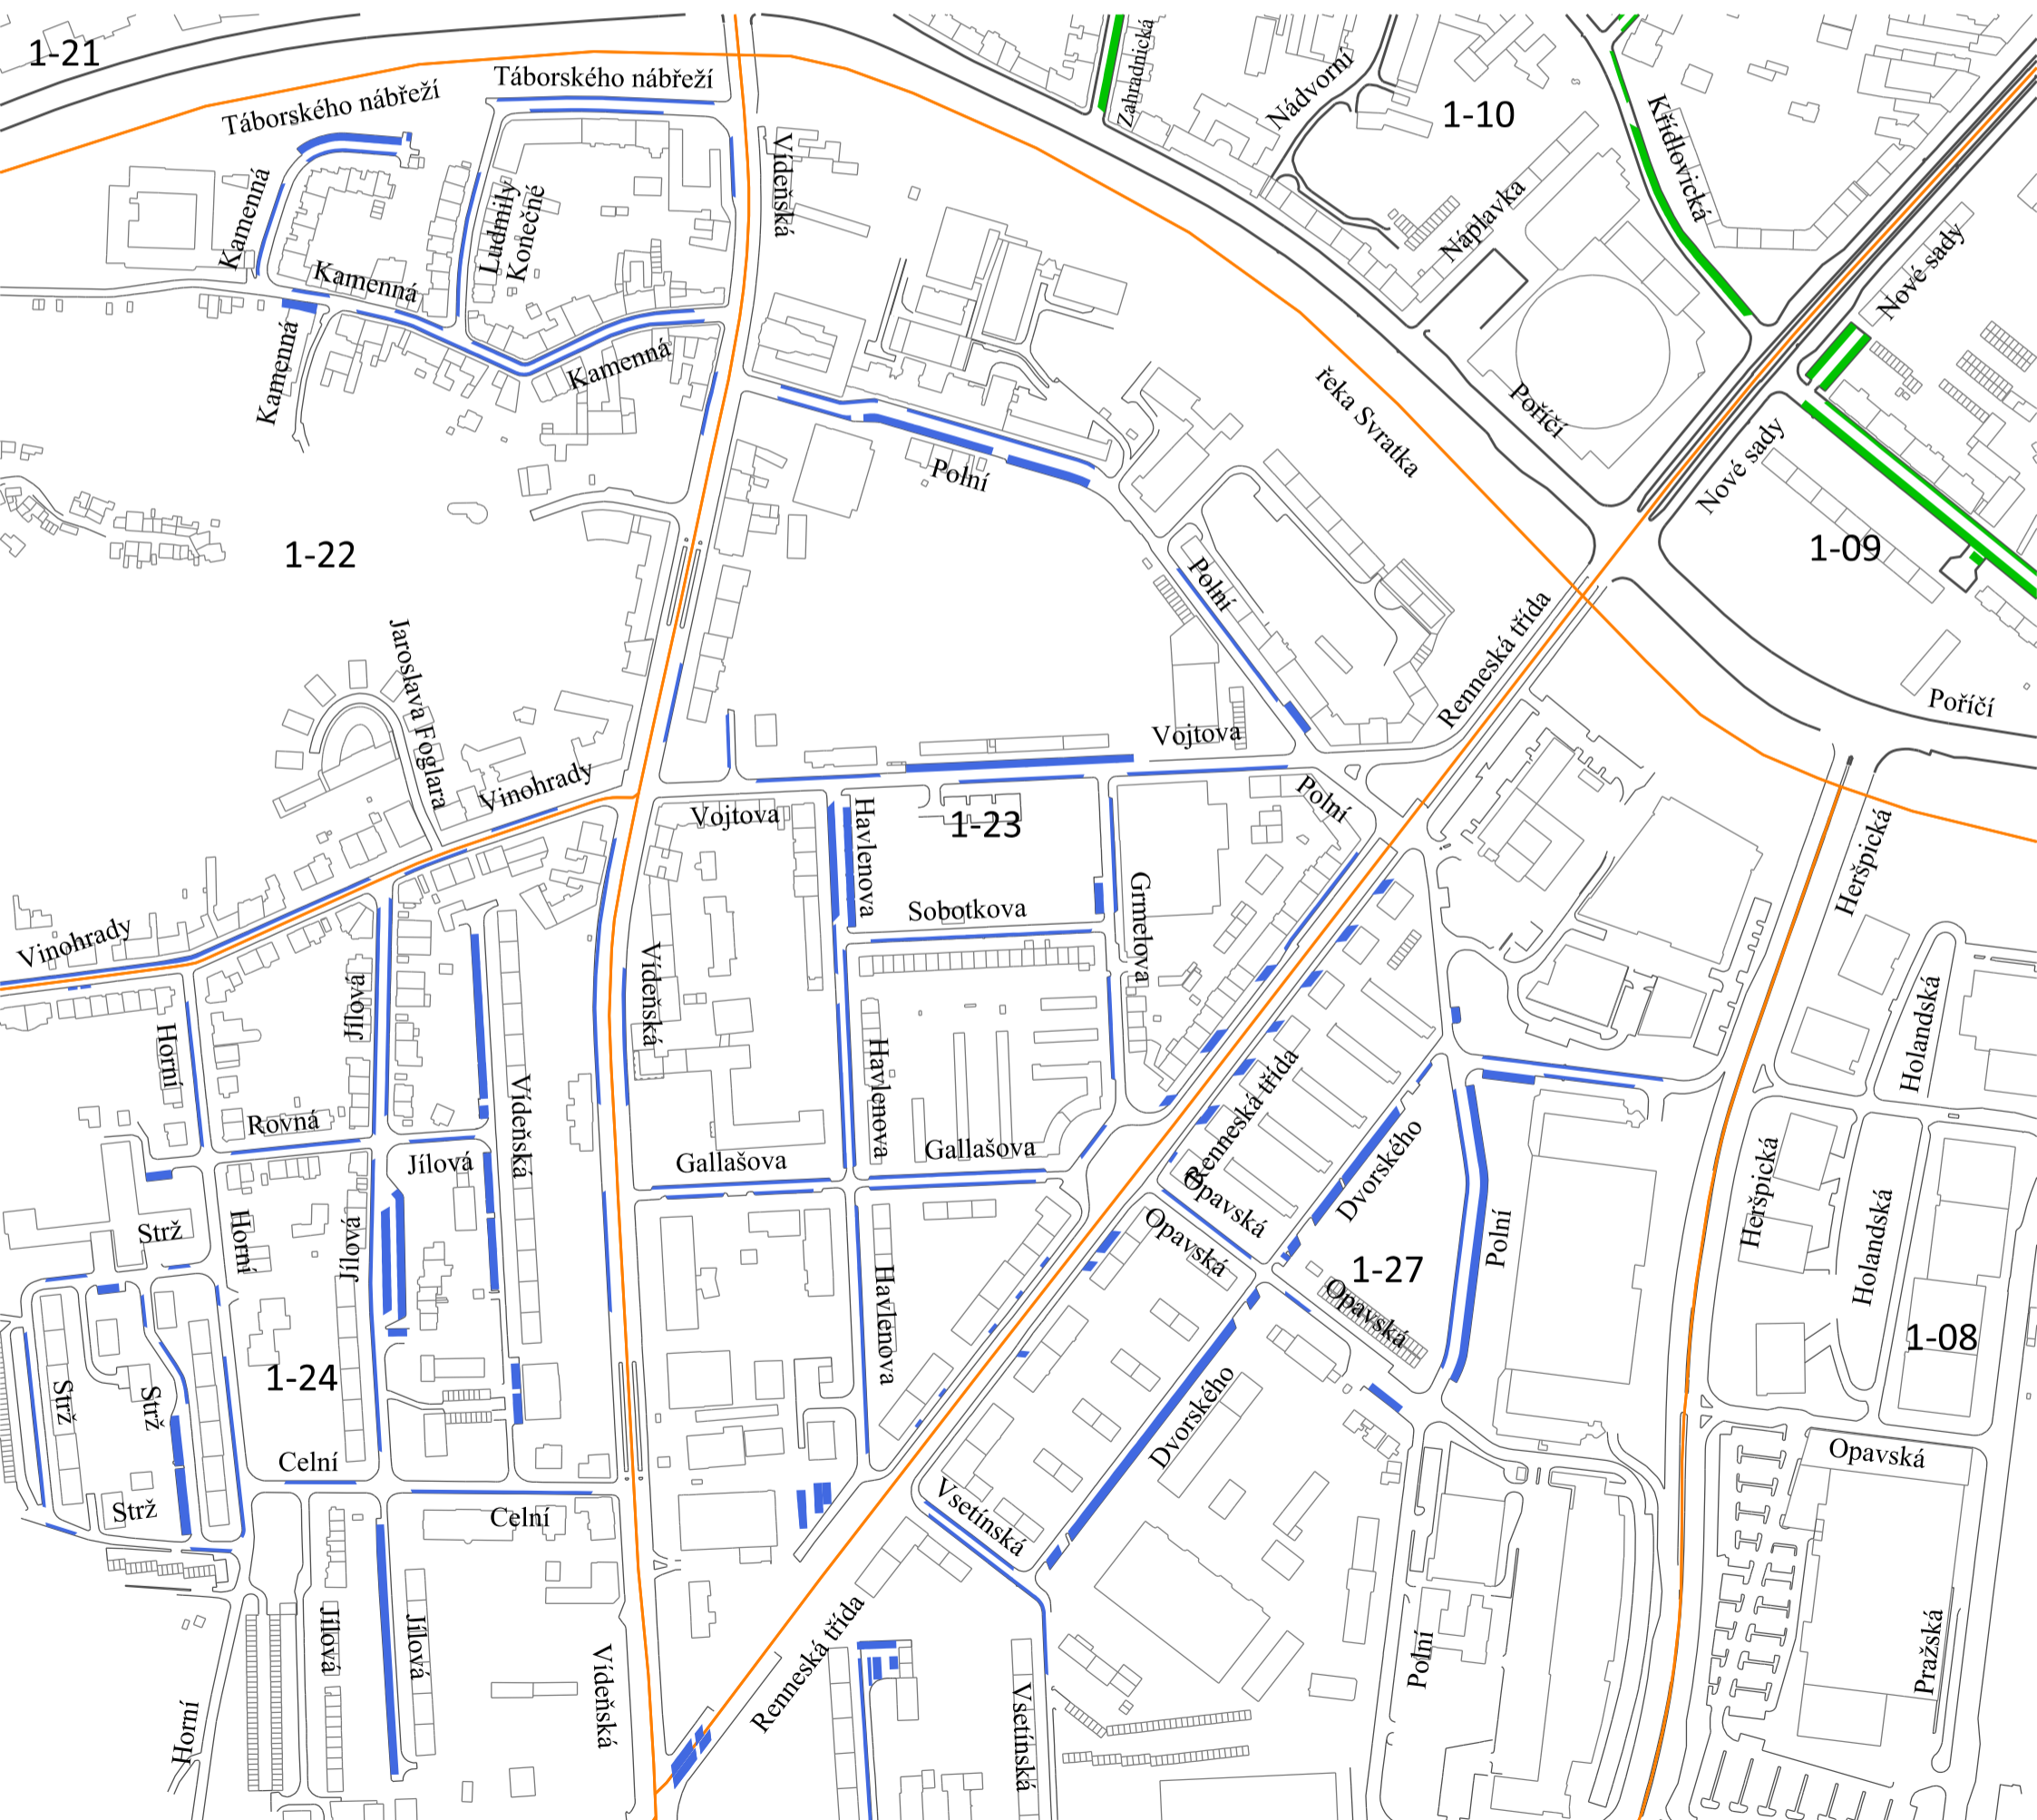 1-21
Táborského nábřeží
Táborského nábřeží
Zahradnická
Nádvorní
1-10
Křídlovická
Kamenná
Ludmily
Konečné
Vídeňská
Náplavka
Nové sady
Kamenná
Kamenná
Kamenná
řeka Svratka
Poříčí
Polní
Nové sady
1-22
1-09
Polní
Jaroslava Foglara
Renneská třída
Poříčí
Vojtova
Vinohrady
Vojtova
Havlenova
1-23
Polní
Heršpická
Sobotkova
Grmelova
Vinohrady
Vídeňská
Jílová
Holandská
Horní
Havlenova
Vídeňská
Renneská třída
Rovná
Jílová
Gallašova
Gallašova
Dvorského
Opavská
Heršpická
Strž
Horní
Jílová
Opavská
Polní
Holandská
1-27
Havlenova
Opavská
1-08
1-24
Strž
Strž
Dvorského
Celní
Opavská
Strž
Celní
Vsetínská
Jílová
Jílová
Vídeňská
Renneská třída
Polní
Pražská
Horní
Vsetínská